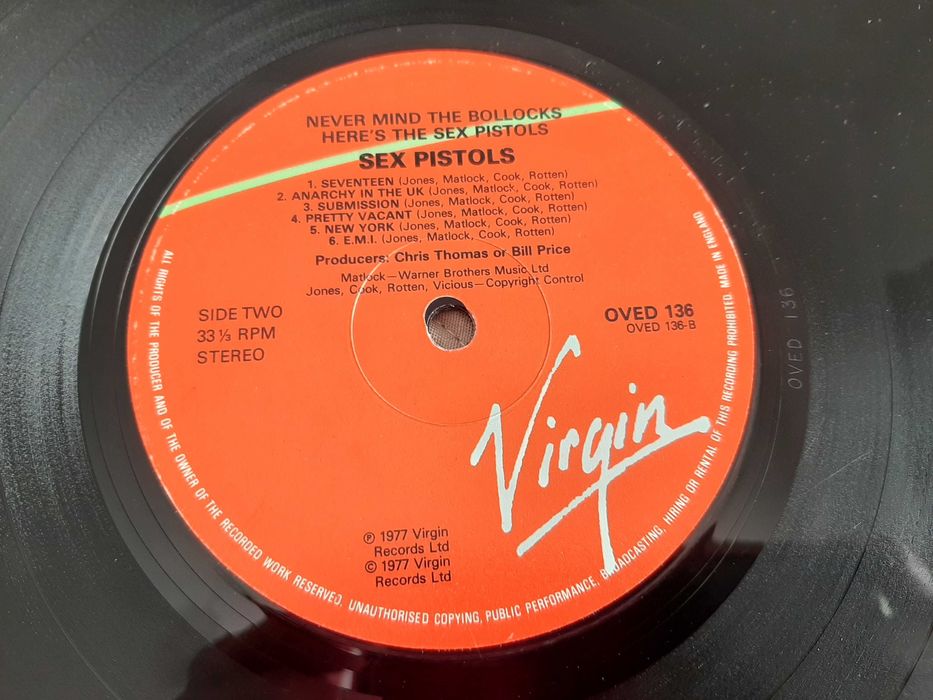 NEVER MIND THE BOLLOCKS
HERE'S THE SEX PISTOLS
SEX PISTOLS
1. SEVENTEEN (Jones, Matlock, Cook, Rotten)
2. ANARCHY IN THE UK (Jones, Matlock, Cook, Rotten)
3. SUBMISSION (Jones, Matlock, Cook, Rotten)
4. PRETTY VACANT (Jones, Matlock, Cook, Rotten)
5. NEW YORK (Jones, Matlock, Cook, Rotten)
6. E.M.I. (Jones, Matlock, Cook, Rotten)
Producers: Chris Thomas or Bill Price
Matlock—Warner Brothers Music Ltd
Jones, Cook, Rotten, Vicious—Copyright Control
SIDE TWO
33⅓ RPM
STEREO
OVED 136
OVED 136-B
Virgin
℗ 1977 Virgin
Records Ltd
© 1977 Virgin
Records Ltd
ALL RIGHTS OF THE PRODUCER AND OF THE OWNER OF THE RECORDED WORK RESERVED. UNAUTHORISED COPYING, PUBLIC PERFORMANCE, BROADCASTING, HIRING OR RENTAL OF THIS RECORDING PROHIBITED. MADE IN ENGLAND
OVED 136